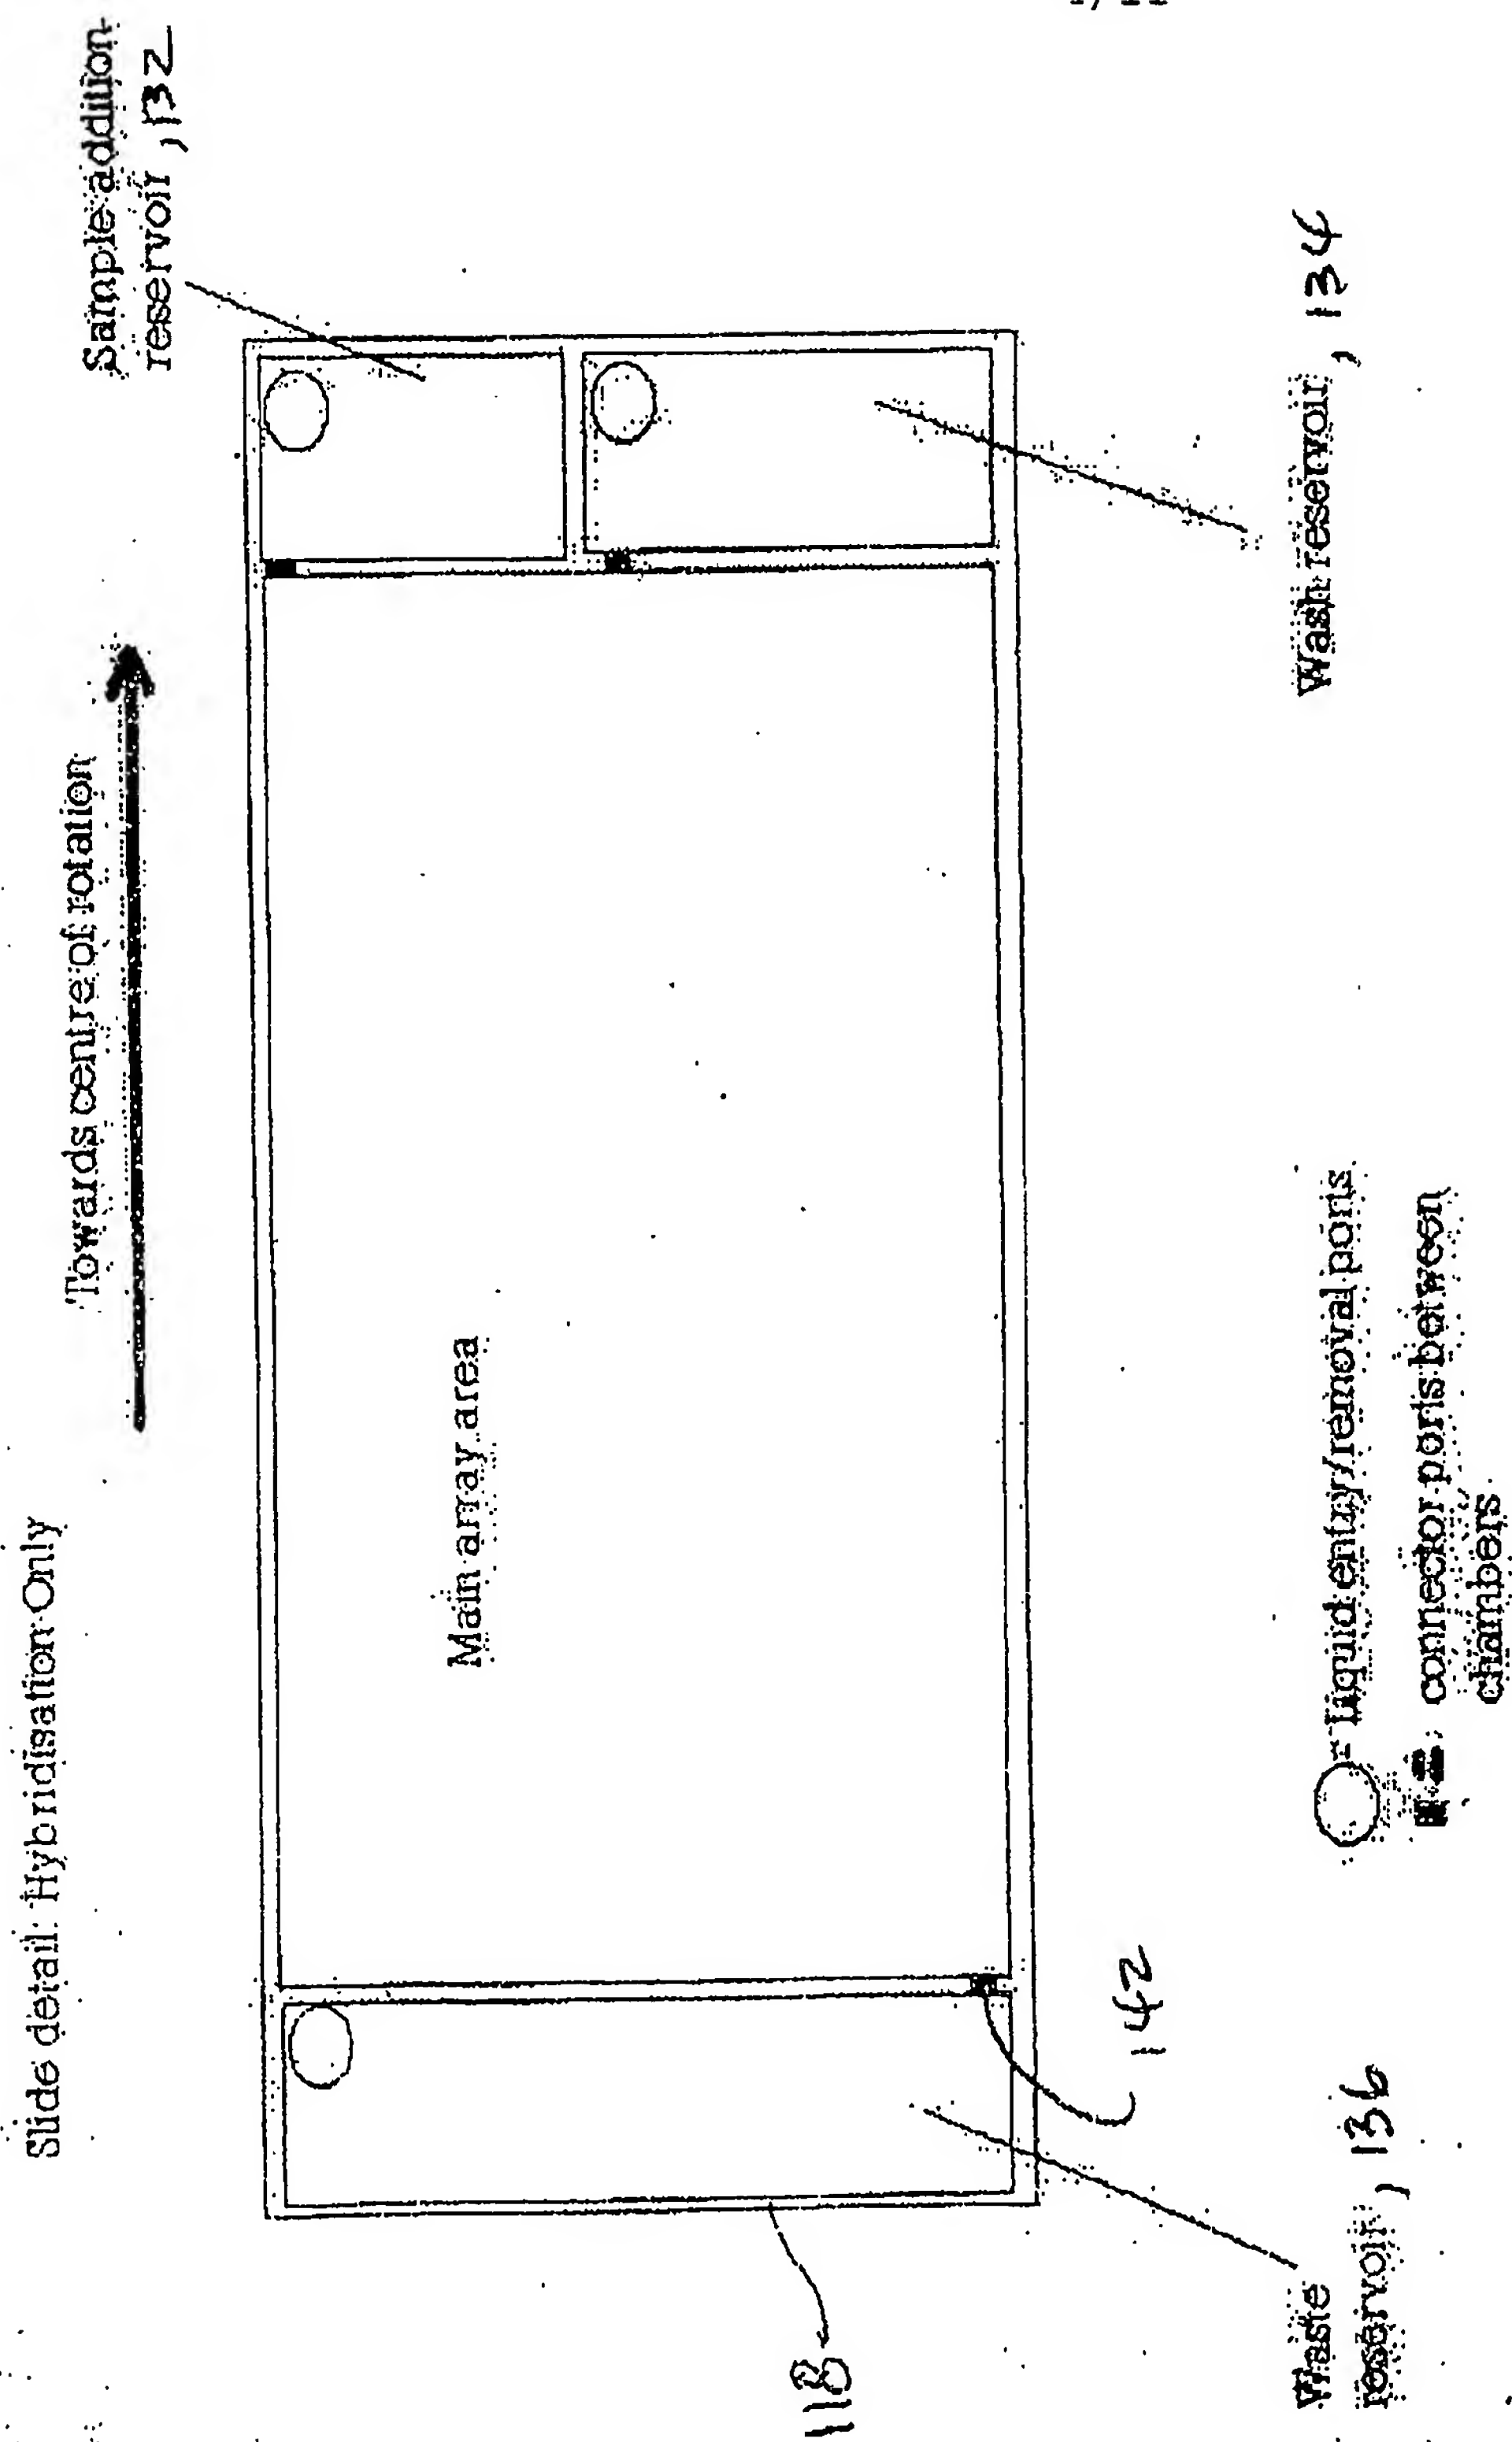 Slide detail: Hybridisation Only
Towards centre of rotation
Sample addition
reservoir, 132
Main array area
118
142
Waste
reservoir, 136
Wash reservoir, 134
= liquid entry/removal ports
= connector ports between
chambers